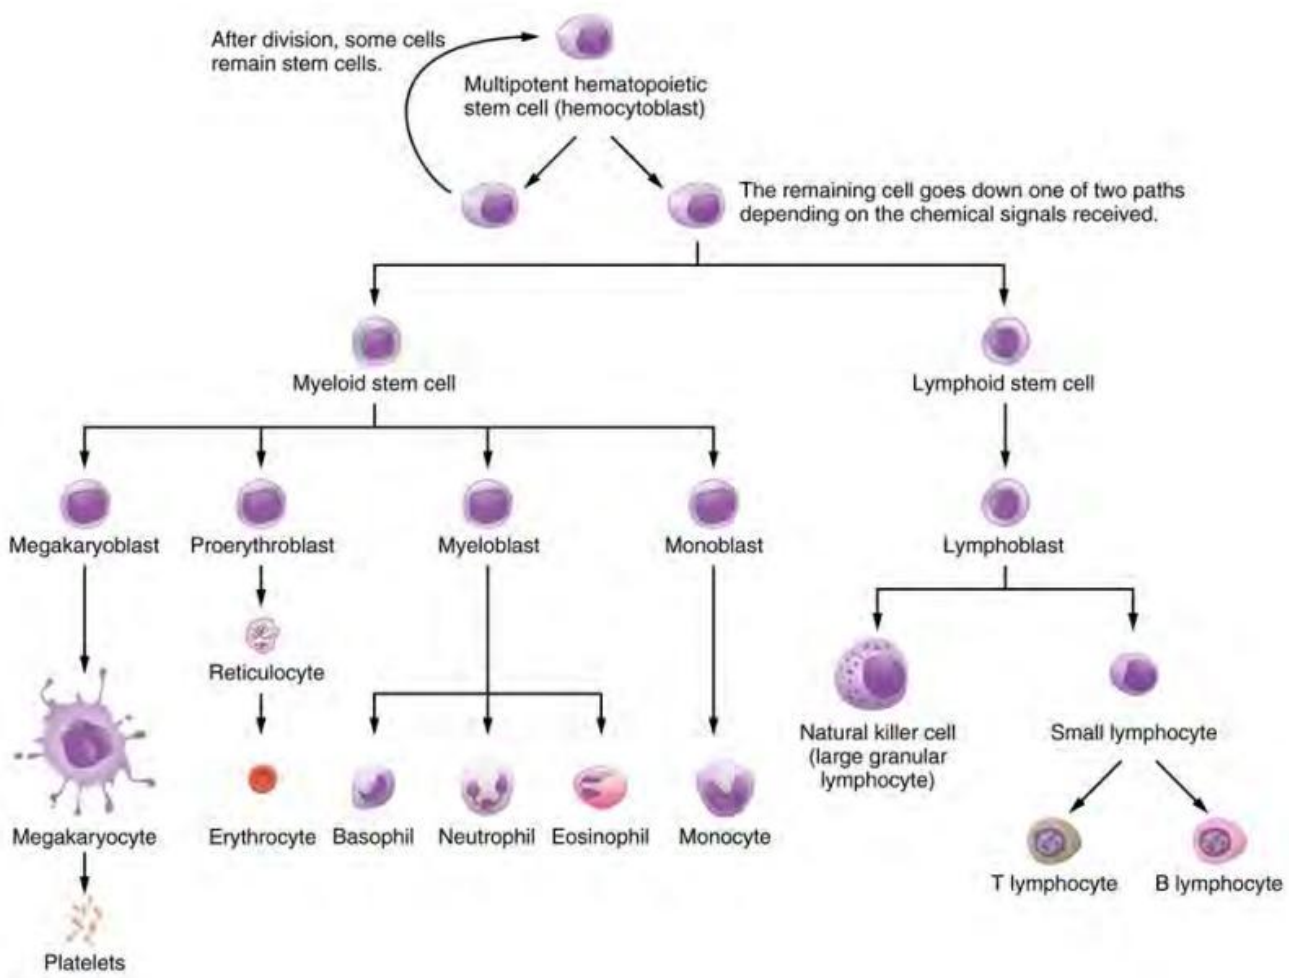 After division, some cells
remain stem cells.
Multipotent hematopoietic
stem cell (hemocytoblast)
The remaining cell goes down one of two paths
depending on the chemical signals received.
Myeloid stem cell
Lymphoid stem cell
Megakaryoblast
Proerythroblast
Myeloblast
Monoblast
Lymphoblast
Reticulocyte
Natural killer cell
(large granular
lymphocyte)
Small lymphocyte
Megakaryocyte
Erythrocyte
Basophil
Neutrophil
Eosinophil
Monocyte
T lymphocyte
B lymphocyte
Platelets